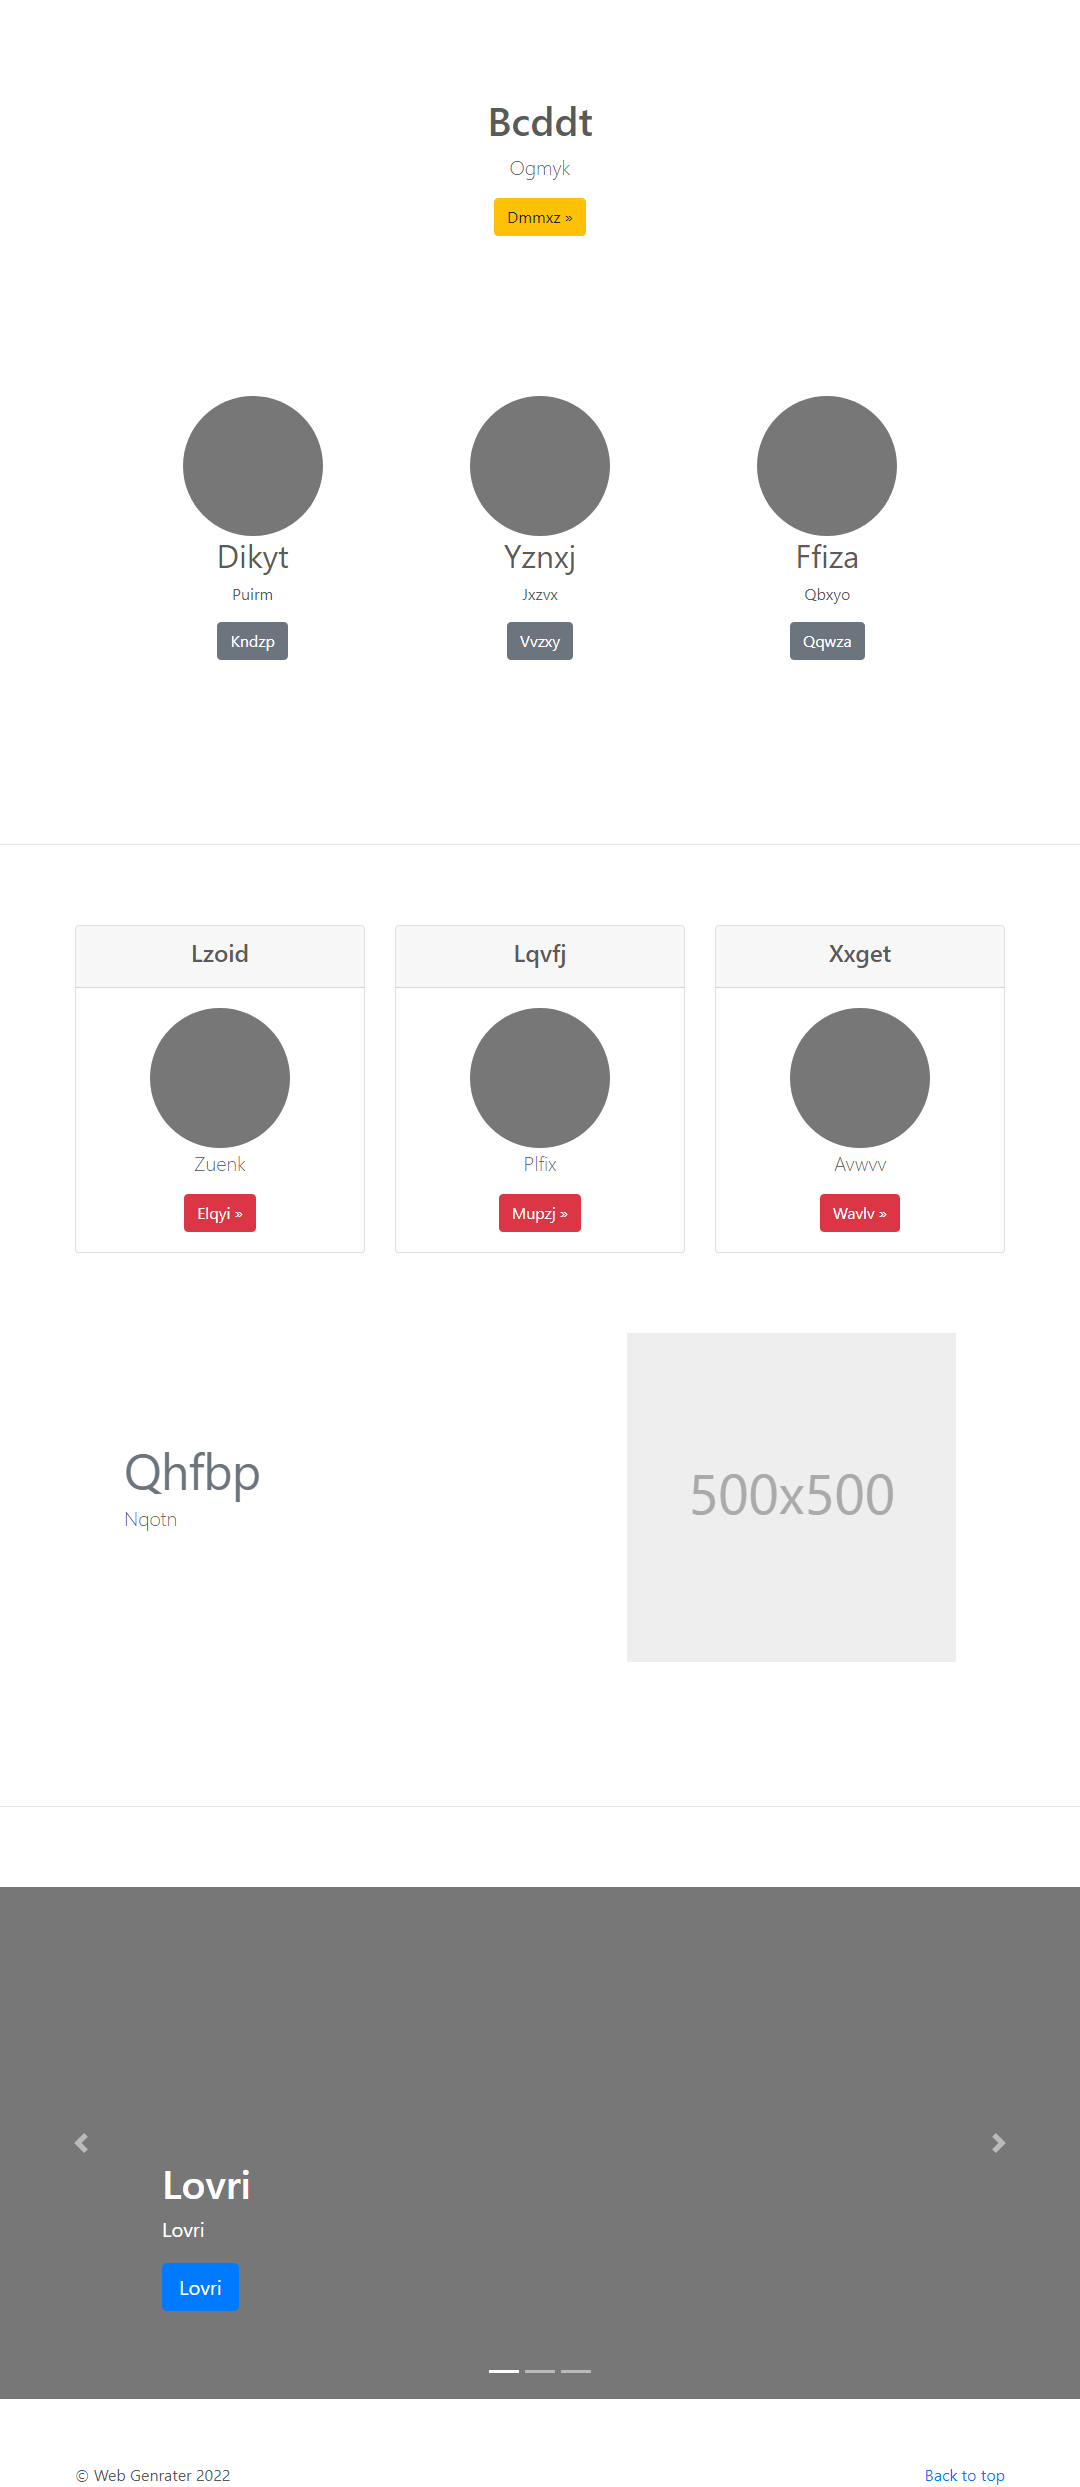 Bcddt
Ogmyk
Dmmxz »
Dikyt
Puirm
Kndzp
Yznxj
Jxzvx
Vvzxy
Ffiza
Qbxyo
Qqwza
Lzoid
Zuenk
Elqyi »
Lqvfj
Plfix
Mupzj »
Xxget
Avwvv
Wavlv »
Qhfbp
Nqotn
500x500
Lovri
Lovri
Lovri
© Web Genrater 2022
Back to top